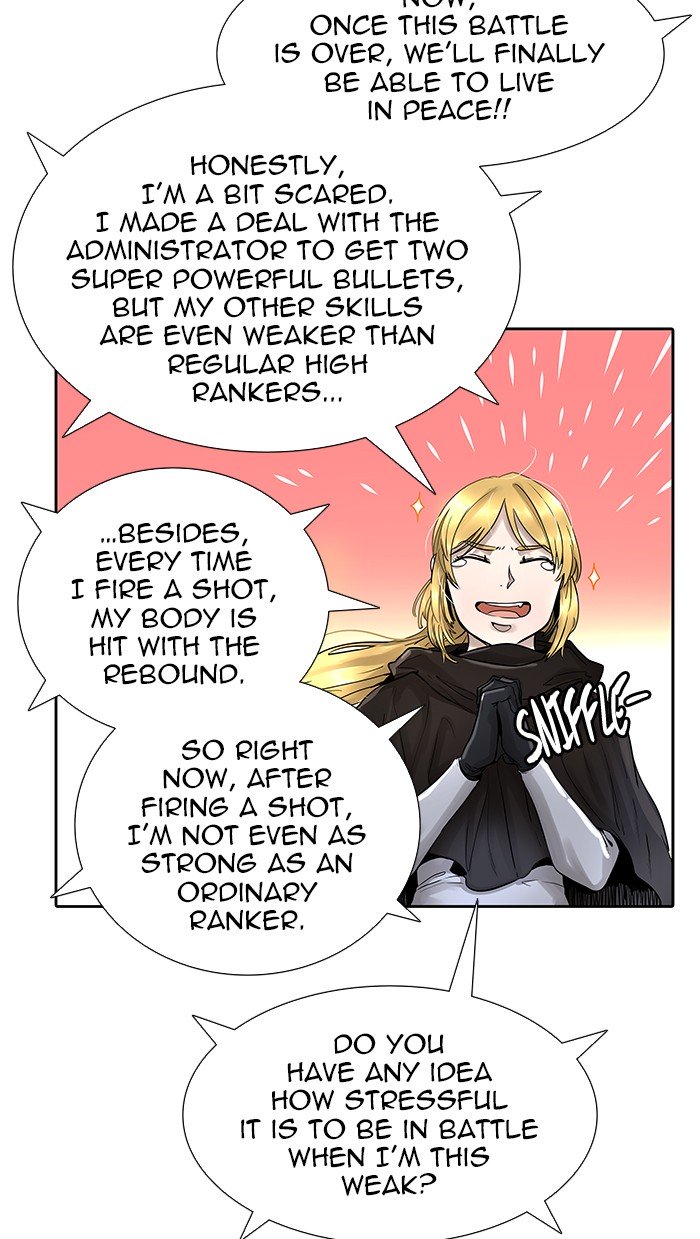 NOW,
ONCE THIS BATTLE
IS OVER, WE'LL FINALLY
BE ABLE TO LIVE
IN PEACE!!
HONESTLY,
I'M A BIT SCARED.
I MADE A DEAL WITH THE
ADMINISTRATOR TO GET TWO
SUPER POWERFUL BULLETS,
BUT MY OTHER SKILLS
ARE EVEN WEAKER THAN
REGULAR HIGH
RANKERS...
...BESIDES,
EVERY TIME
I FIRE A SHOT,
MY BODY IS
HIT WITH THE
REBOUND.
SNIFFLE-
SO RIGHT
NOW, AFTER
FIRING A SHOT,
I'M NOT EVEN AS
STRONG AS AN
ORDINARY
RANKER.
DO YOU
HAVE ANY IDEA
HOW STRESSFUL
IT IS TO BE IN BATTLE
WHEN I'M THIS
WEAK?